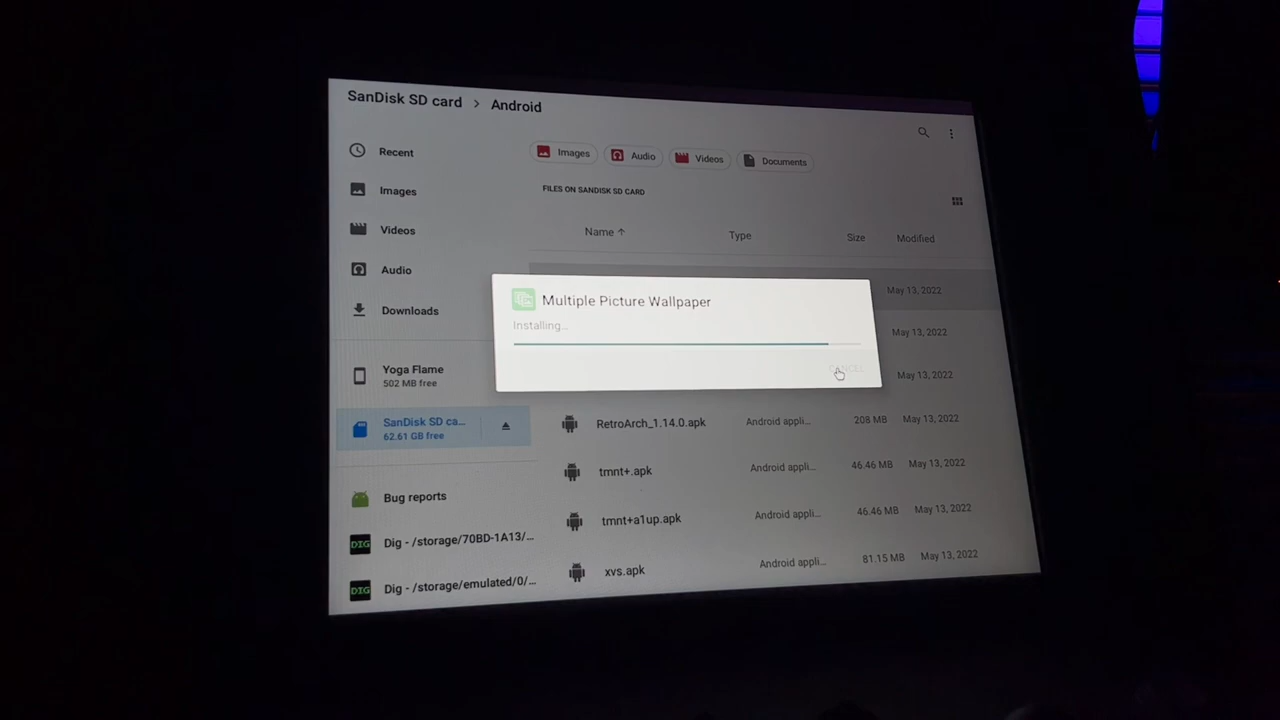 SanDisk SD card > Android
Recent
Images
Videos
Audio
Downloads
Yoga Flame
502 MB free
SanDisk SD ca...
62.61 GB free
Bug reports
DIG Dig - /storage/70BD-1A13/...
DIG Dig - /storage/emulated/0/...
Images Audio Videos Documents
FILES ON SANDISK SD CARD
Name ↑ Type Size Modified
May 13, 2022
May 13, 2022
May 13, 2022
Multiple Picture Wallpaper
Installing...
CANCEL
RetroArch_1.14.0.apk Android appli... 208 MB May 13, 2022
tmnt+.apk Android appli... 46.46 MB May 13, 2022
tmnt+a1up.apk Android appli... 46.46 MB May 13, 2022
xvs.apk Android appli... 81.15 MB May 13, 2022